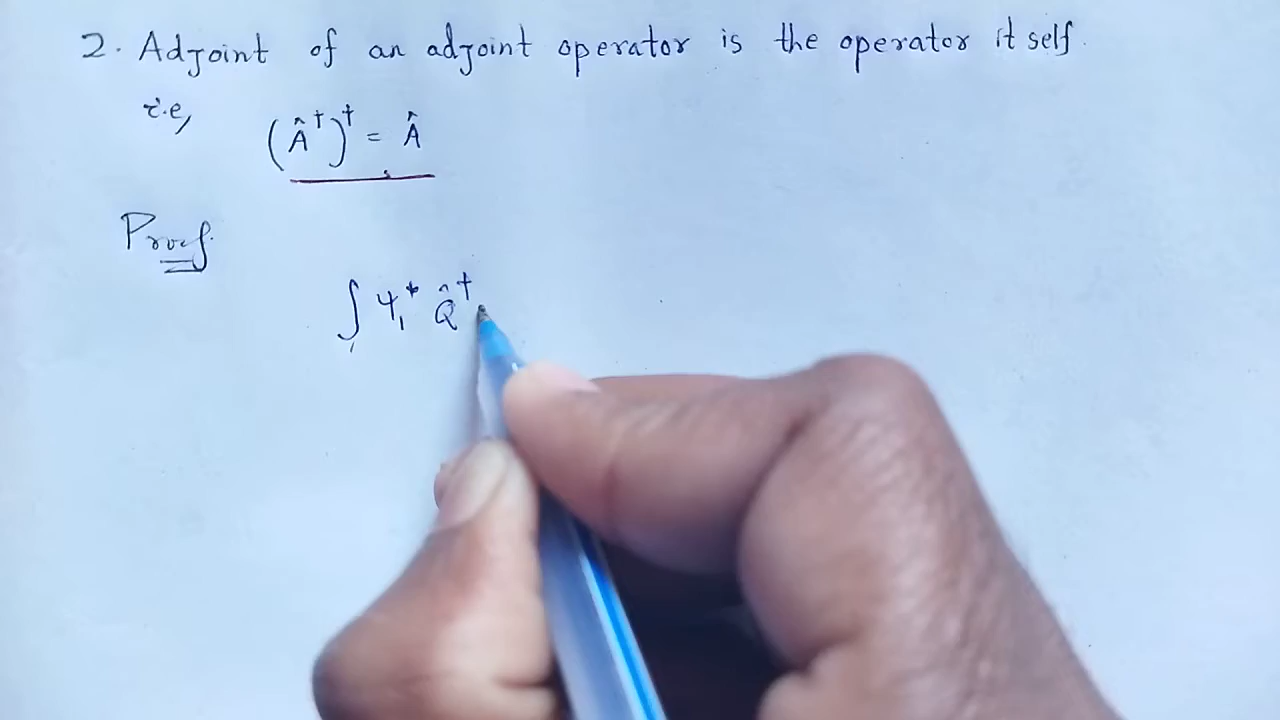 2. Adjoint of an adjoint operator is the operator it self.
i.e, (Â†)† = Â
Proof.
∫ ψ₁* Q̂†